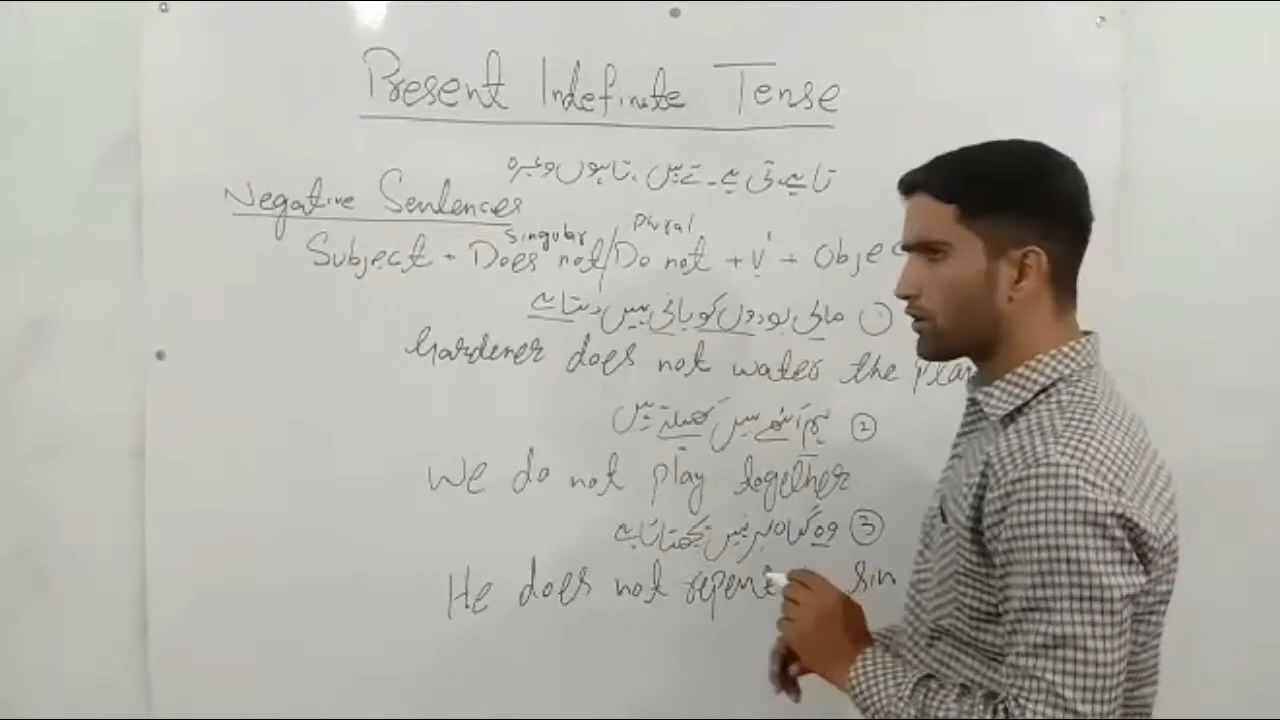 Present Indefinite Tense
تا ہے، تی ہے ۔ تے ہیں ، تا ہوں وغیرہ
Negative Sentences
Singular Plural
Subject + Does not/Do not + V¹ + Objec
① مالی پودوں کو پانی نہیں دیتا ہے
Gardener does not water the plan
② ہم اکٹھے نہیں کھیلتے ہیں
We do not play together
③ وہ گناہ پر نہیں پچھتاتا ہے
He does not repent sin